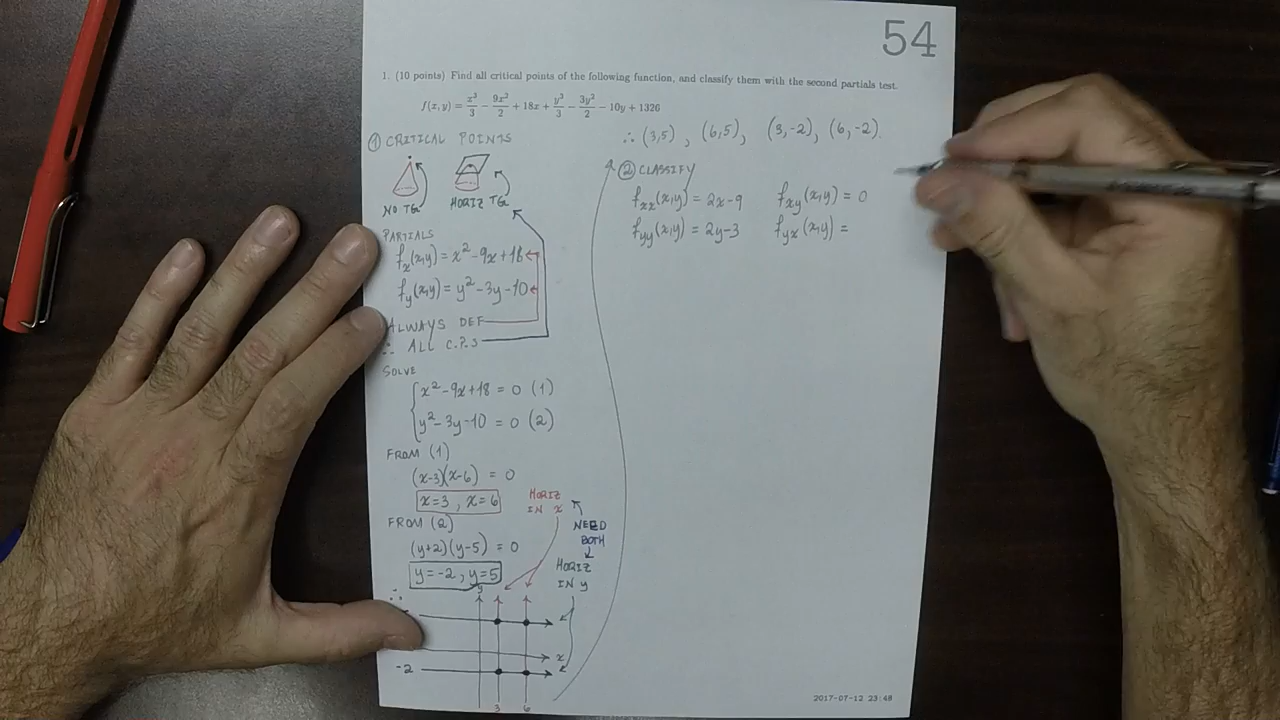 54
1. (10 points) Find all critical points of the following function, and classify them with the second partials test.
f(x,y) = x³/3 − 9x²/2 + 18x + y³/3 − 3y²/2 − 10y + 1326
① CRITICAL POINTS
NO TGT
HORIZ TGT
PARTIALS
fx(x,y) = x² −9x+18
fy(x,y) = y² −3y −10
ALWAYS DEF
∴ ALL C.P.S
SOLVE
x² −9x+18 = 0 (1)
y² −3y−10 = 0 (2)
FROM (1)
(x−3)(x−6) = 0
x=3 , x=6
FROM (2)
(y+2)(y−5) = 0
y=−2 , y=5
HORIZ
IN x
NEED
BOTH
HORIZ
IN y
∴
y
x
−2
3 6
∴ (3,5) , (6,5), (3,−2), (6,−2).
② CLASSIFY
fxx(x,y) = 2x−9 fxy(x,y) = 0
fyy(x,y) = 2y−3 fyx(x,y) =
2017-07-12 23:48